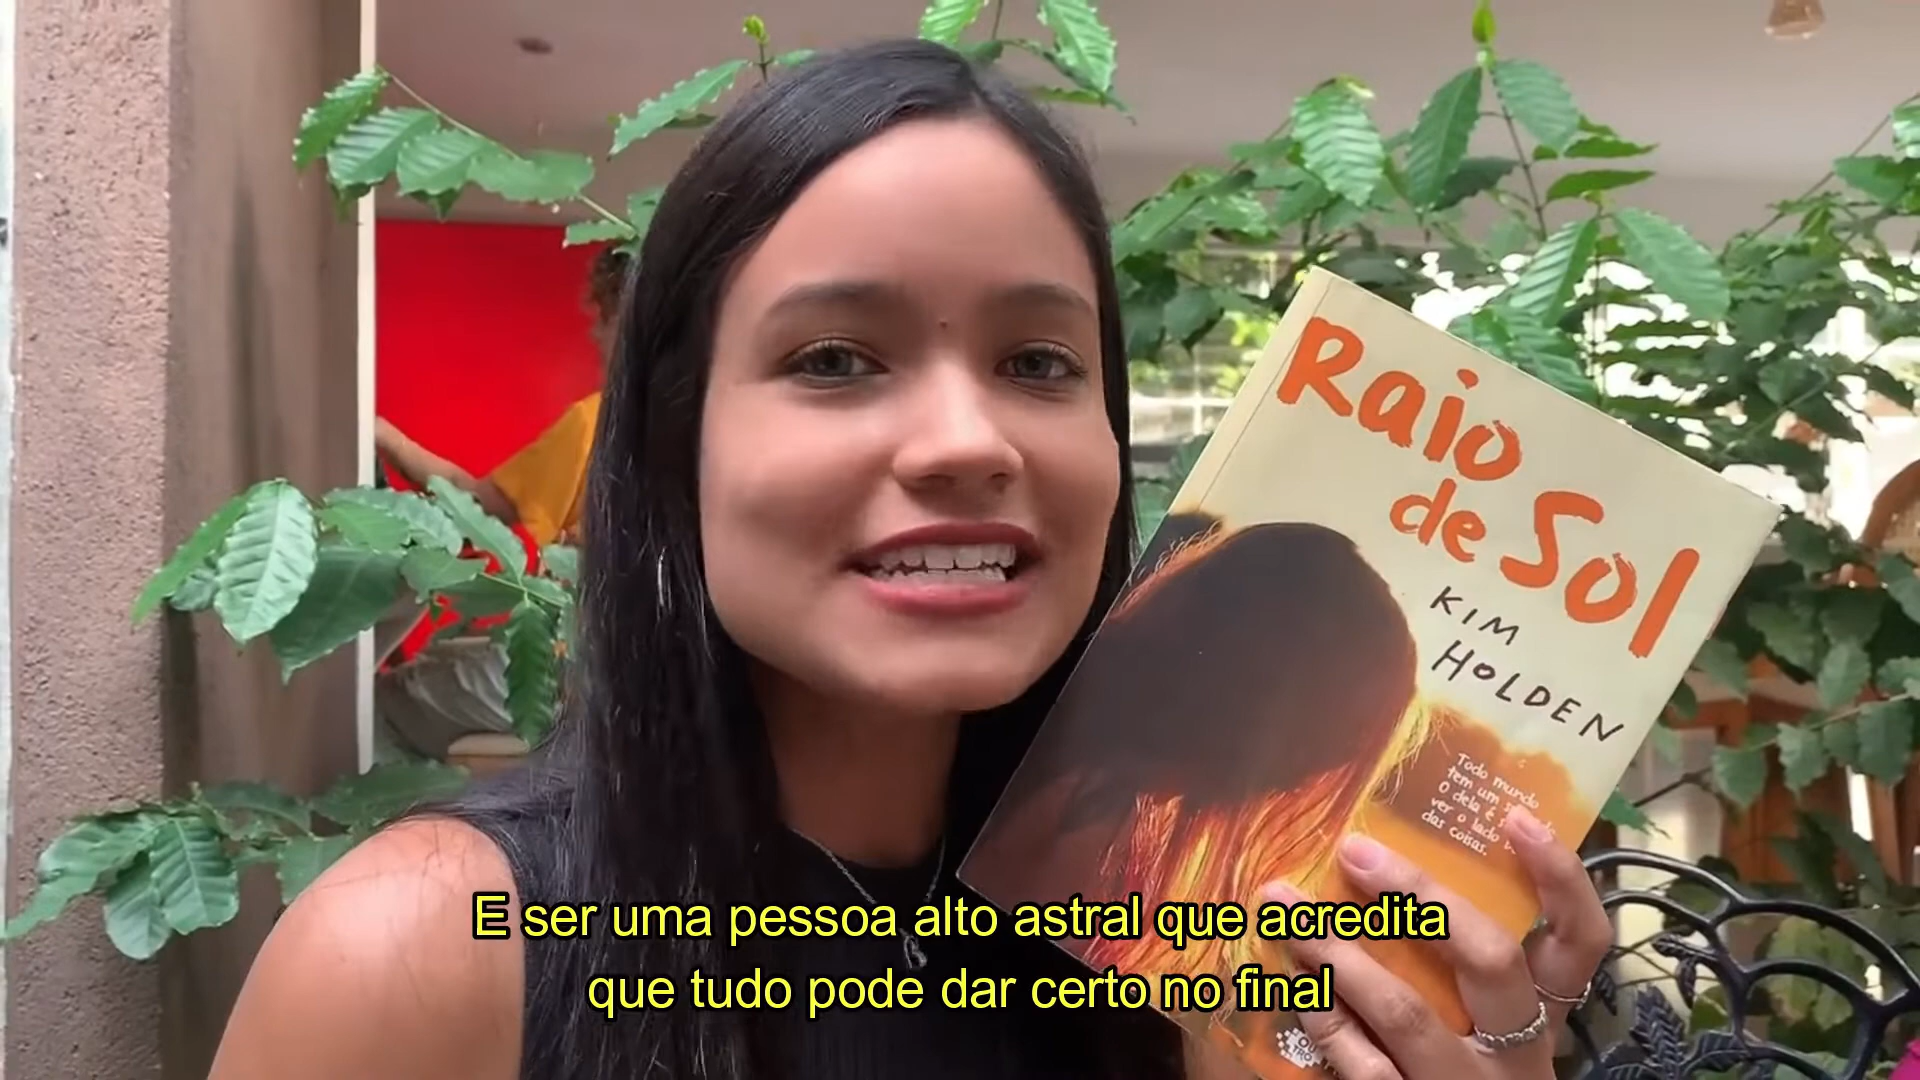 Raio
de Sol
KIM
HOLDEN
Todo mundo
tem um
O dela é
ver o lado
das coisas.
E ser uma pessoa alto astral que acredita
que tudo pode dar certo no final